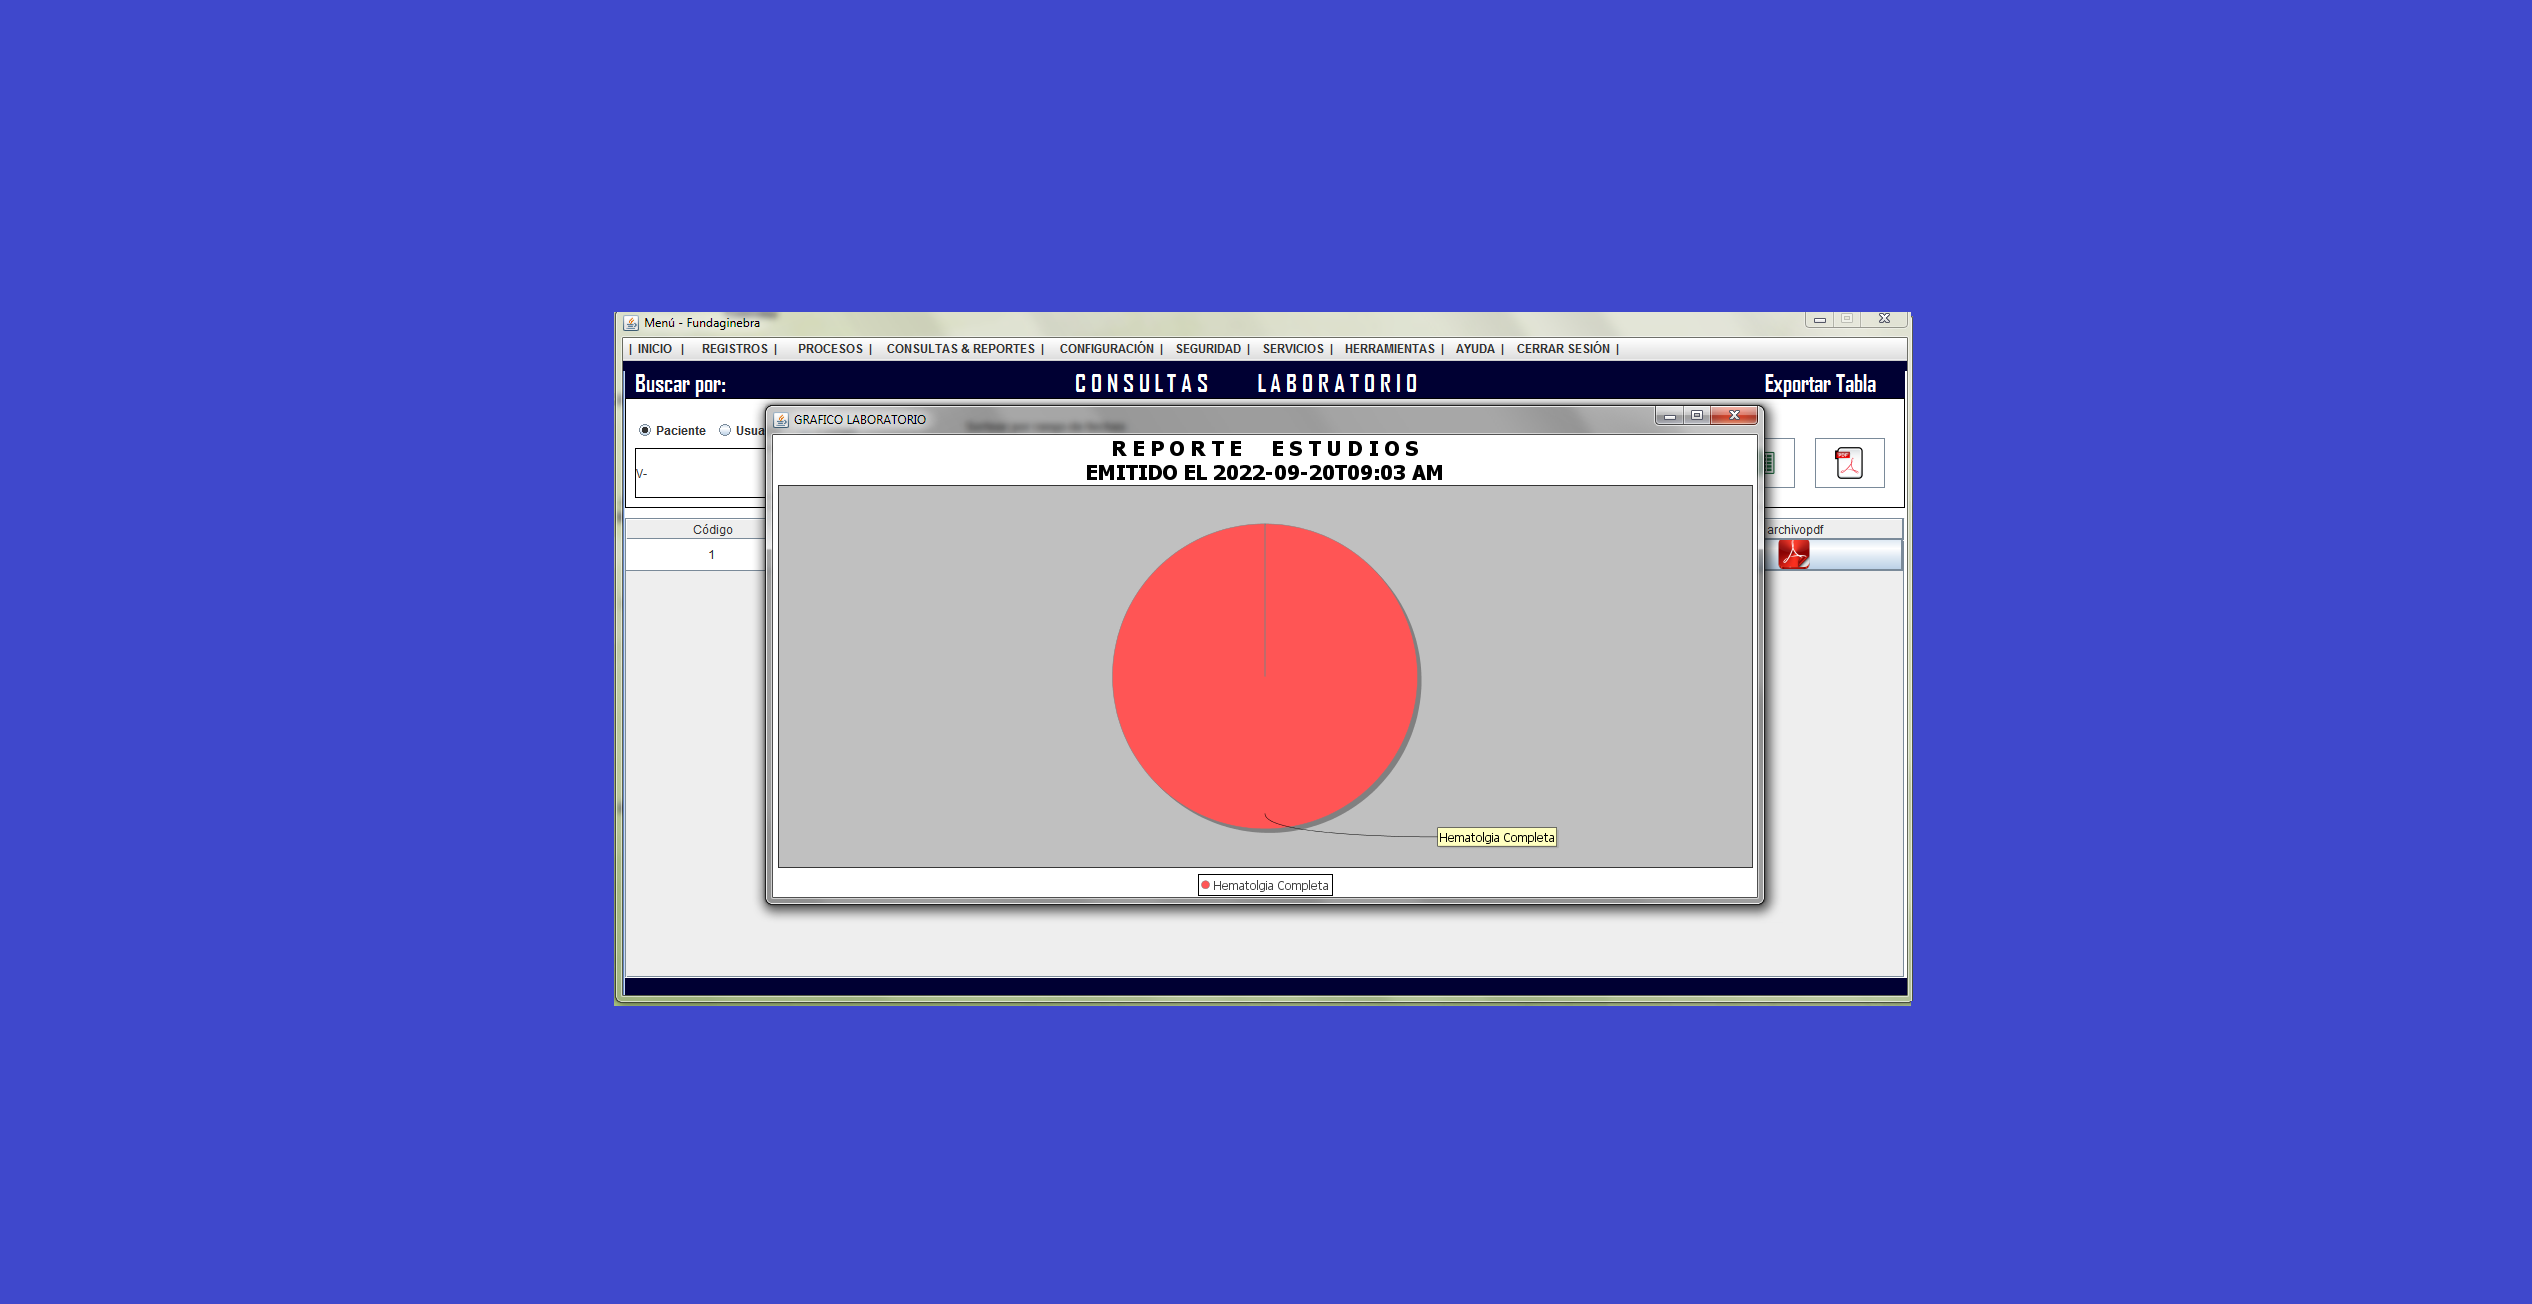 Menú - Fundaginebra
| INICIO | REGISTROS | PROCESOS | CONSULTAS & REPORTES | CONFIGURACIÓN | SEGURIDAD | SERVICIOS | HERRAMIENTAS | AYUDA | CERRAR SESIÓN |
Buscar por: CONSULTAS LABORATORIO Exportar Tabla
GRAFICO LABORATORIO
Paciente Usua
V-
REPORTE ESTUDIOS
EMITIDO EL 2022-09-20T09:03 AM
PDF
Código archivopdf
1
Hematolgia Completa
Hematolgia Completa